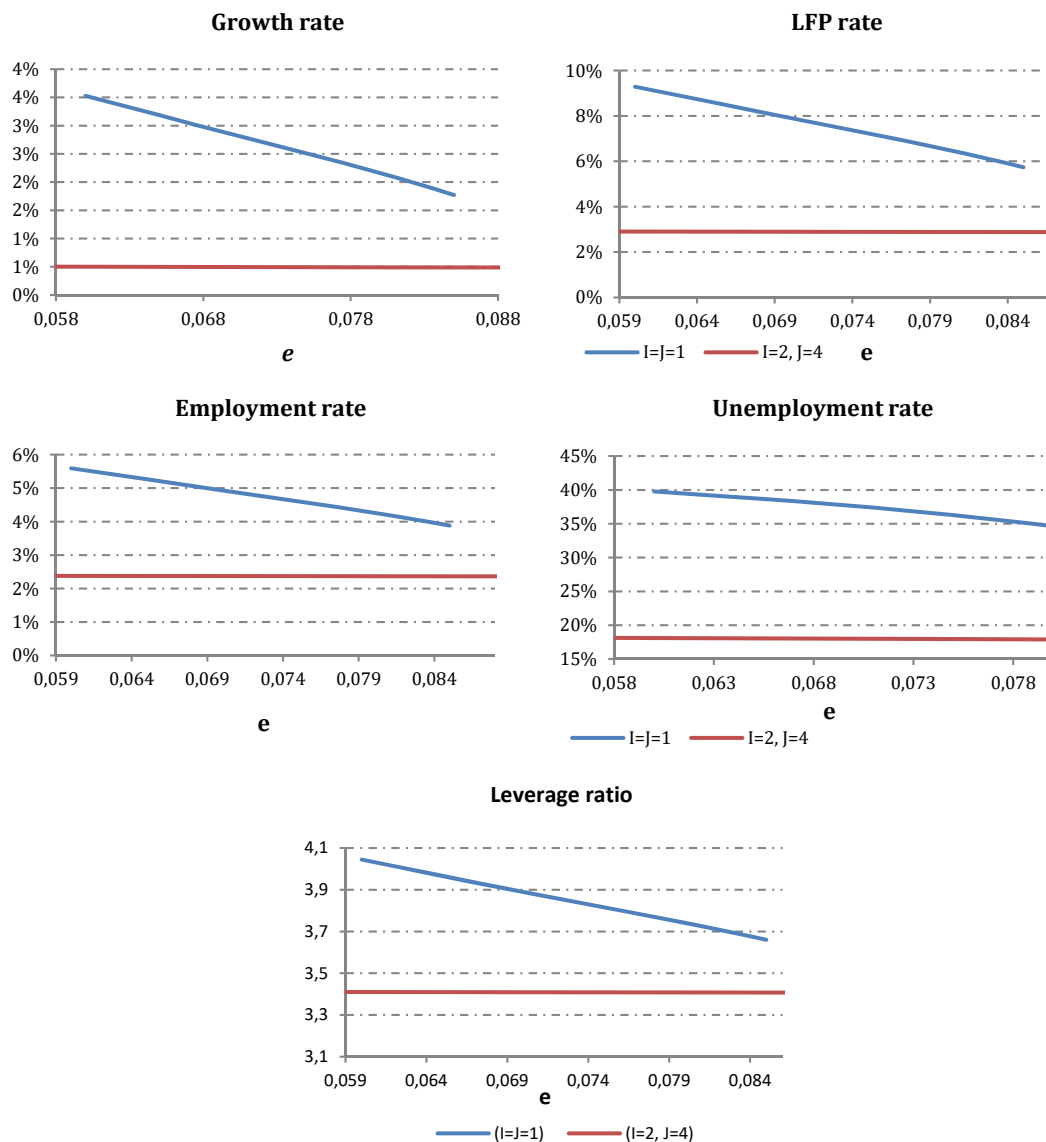 Growth rate
4%
4%
3%
3%
2%
2%
1%
1%
0%
0,058 0,068 0,078 0,088
e
LFP rate
10%
8%
6%
4%
2%
0%
0,059 0,064 0,069 0,074 0,079 0,084
I=J=1 I=2, J=4 e
Employment rate
6%
5%
4%
3%
2%
1%
0%
0,059 0,064 0,069 0,074 0,079 0,084
e
Unemployment rate
45%
40%
35%
30%
25%
20%
15%
0,058 0,063 0,068 0,073 0,078
e
I=J=1 I=2, J=4
Leverage ratio
4,1
3,9
3,7
3,5
3,3
3,1
0,059 0,064 0,069 0,074 0,079 0,084
e
(I=J=1) (I=2, J=4)